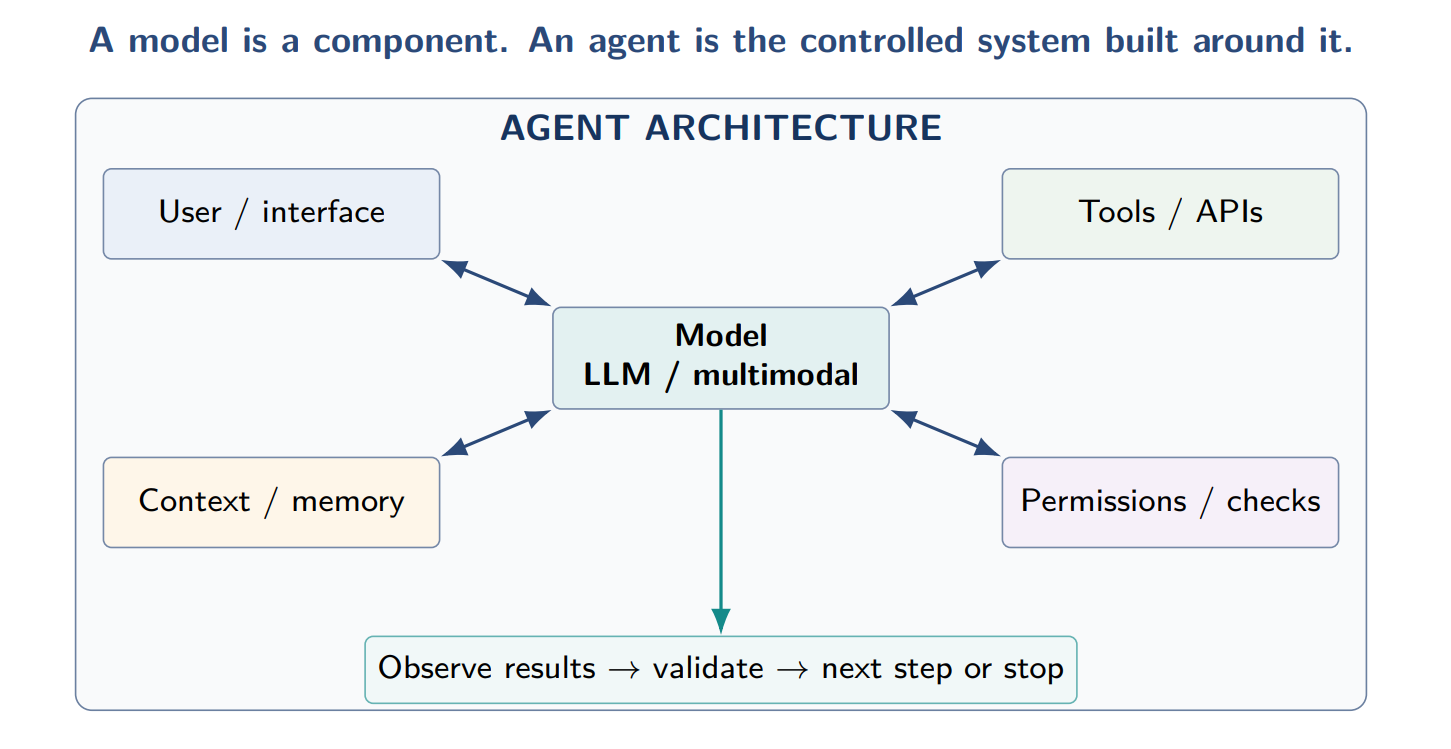 A model is a component. An agent is the controlled system built around it.
AGENT ARCHITECTURE
User / interface
Tools / APIs
Model
LLM / multimodal
Context / memory
Permissions / checks
Observe results → validate → next step or stop